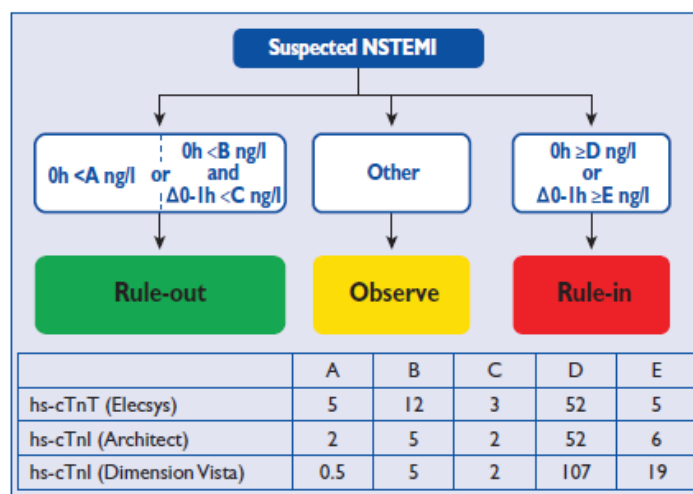 Suspected NSTEMI
0h <A ng/l or 0h <B ng/l
and
Δ0-1h <C ng/l
Other
0h ≥D ng/l
or
Δ0-1h ≥E ng/l
Rule-out
Observe
Rule-in
A B C D E
hs-cTnT (Elecsys) 5 12 3 52 5
hs-cTnI (Architect) 2 5 2 52 6
hs-cTnI (Dimension Vista) 0.5 5 2 107 19